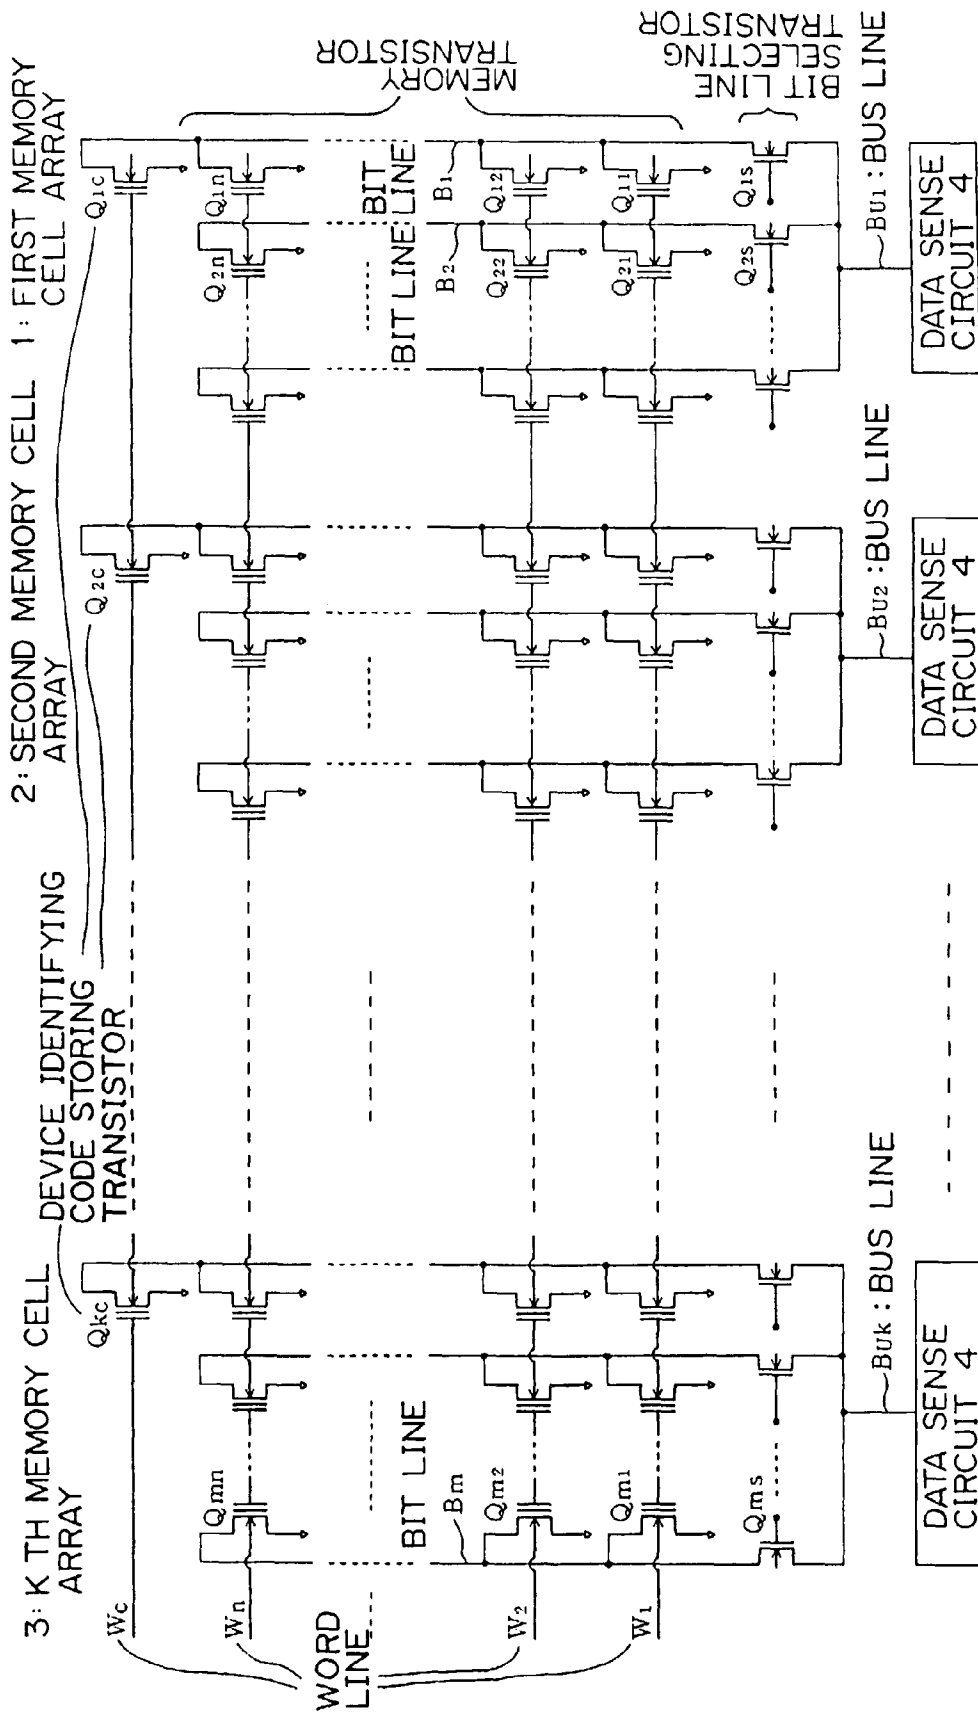 3: K TH MEMORY CELL
ARRAY
DEVICE IDENTIFYING
CODE STORING
TRANSISTOR
2: SECOND MEMORY CELL
ARRAY
1: FIRST MEMORY
CELL ARRAY
Wc
Qkc
Q2c
Q1c
Wn
Qmn
Q2n
Q1n
WORD
LINE
BIT LINE
BIT LINE
BIT
LINE
MEMORY
TRANSISTOR
Bm
B2
B1
W2
Qm2
Q22
Q12
W1
Qm1
Q21
Q11
Qms
Q2s
Q1s
BIT LINE
SELECTING
TRANSISTOR
BUk : BUS LINE
BU2 : BUS LINE
BU1 : BUS LINE
DATA SENSE
CIRCUIT 4
DATA SENSE
CIRCUIT 4
DATA SENSE
CIRCUIT 4